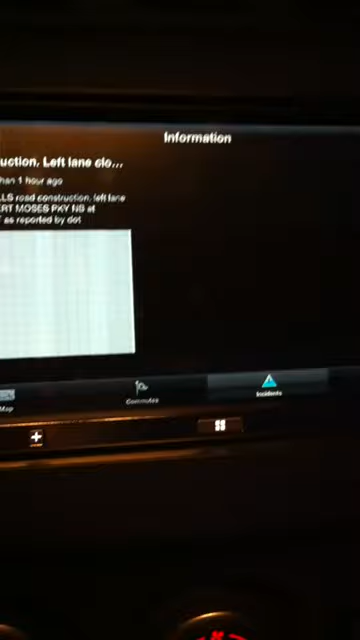 Information
uction. Left lane clo...
han 1 hour ago
LLS road construction, left lane
ERT MOSES PKY NB at
as reported by dot
Map
Commutes
Incidents